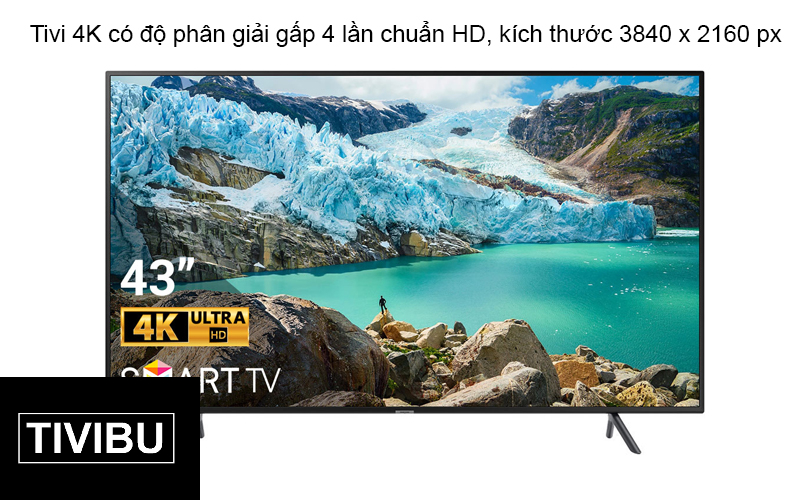 Tivi 4K có độ phân giải gấp 4 lần chuẩn HD, kích thước 3840 x 2160 px
43”
4K ULTRA HD
SMART TV
TIVIBU